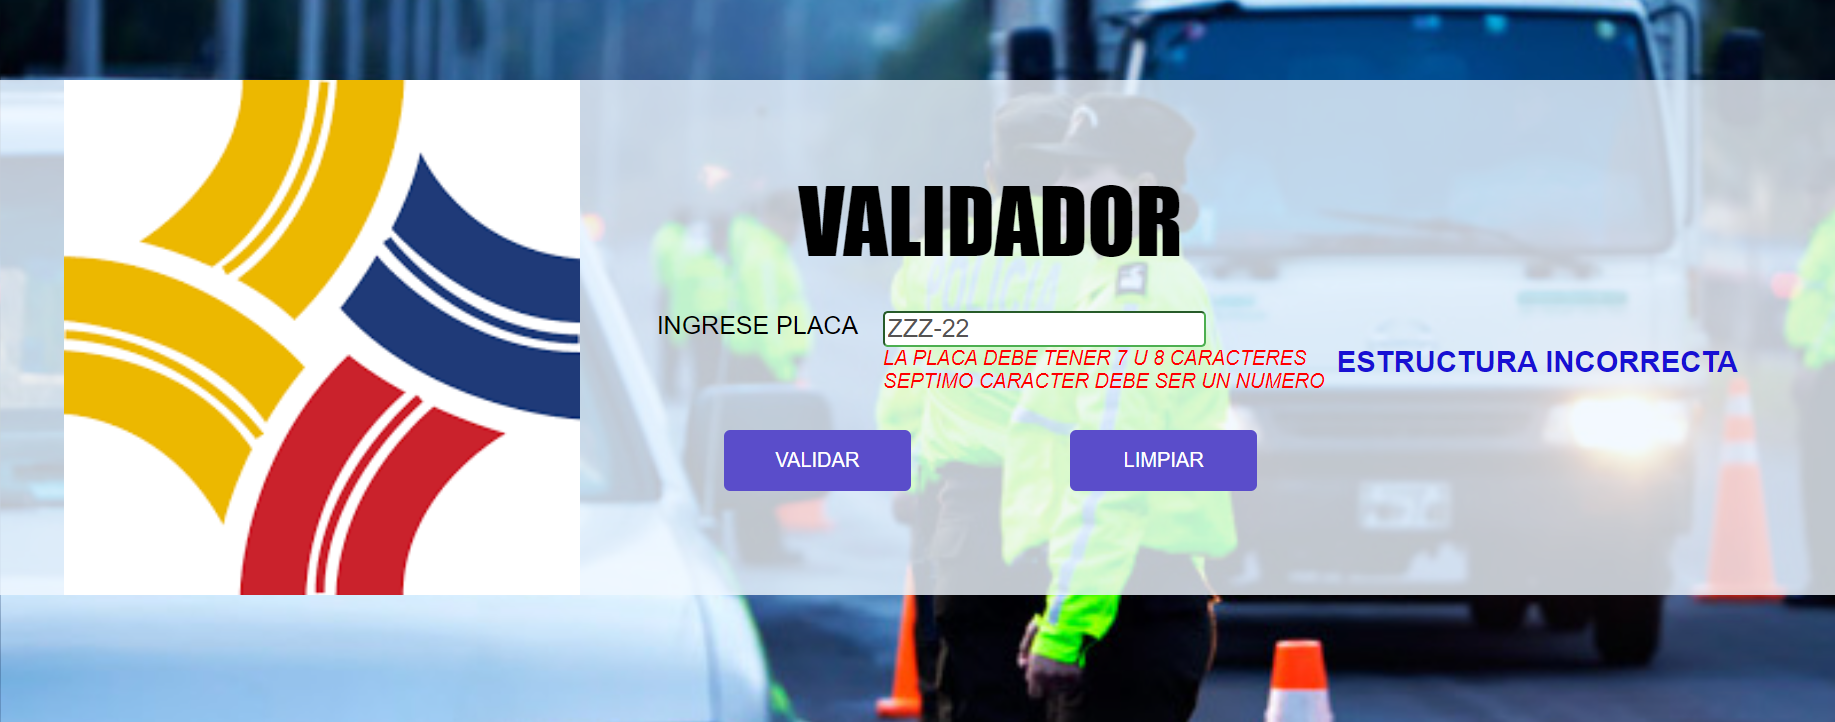 VALIDADOR
INGRESE PLACA ZZZ-22
LA PLACA DEBE TENER 7 U 8 CARACTERES
SEPTIMO CARACTER DEBE SER UN NUMERO
ESTRUCTURA INCORRECTA
VALIDAR LIMPIAR
POLICIA